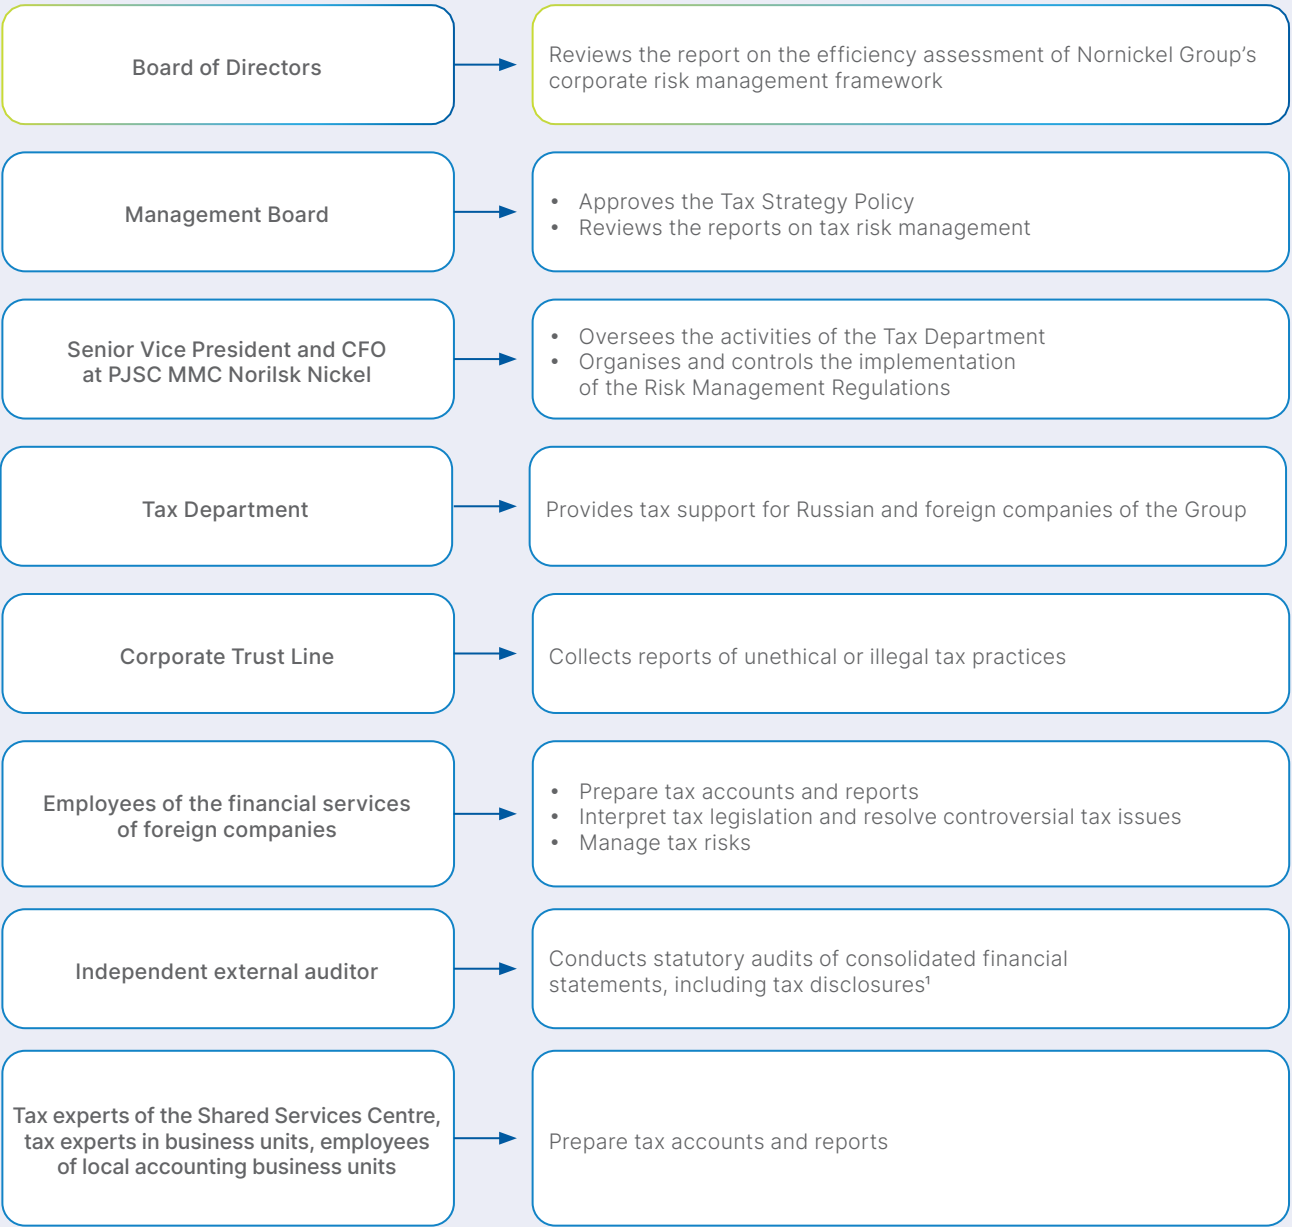 Board of Directors
Reviews the report on the efficiency assessment of Nornickel Group’s
corporate risk management framework
Management Board
• Approves the Tax Strategy Policy
• Reviews the reports on tax risk management
Senior Vice President and CFO
at PJSC MMC Norilsk Nickel
• Oversees the activities of the Tax Department
• Organises and controls the implementation
of the Risk Management Regulations
Tax Department
Provides tax support for Russian and foreign companies of the Group
Corporate Trust Line
Collects reports of unethical or illegal tax practices
Employees of the financial services
of foreign companies
• Prepare tax accounts and reports
• Interpret tax legislation and resolve controversial tax issues
• Manage tax risks
Independent external auditor
Conducts statutory audits of consolidated financial
statements, including tax disclosures¹
Tax experts of the Shared Services Centre,
tax experts in business units, employees
of local accounting business units
Prepare tax accounts and reports